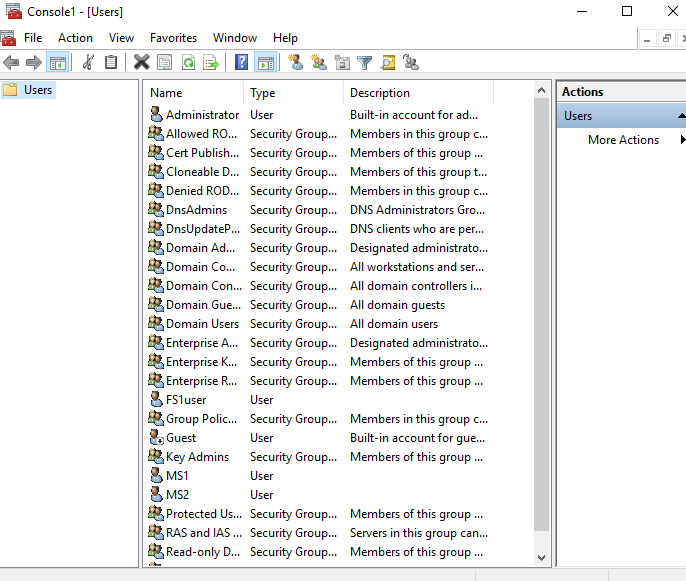 Console1 - [Users]
File Action View Favorites Window Help
Users
Name Type Description
Administrator User Built-in account for ad...
Allowed RO... Security Group... Members in this group c...
Cert Publish... Security Group... Members of this group ...
Cloneable D... Security Group... Members of this group t...
Denied ROD... Security Group... Members in this group c...
DnsAdmins Security Group... DNS Administrators Gro...
DnsUpdateP... Security Group... DNS clients who are per...
Domain Ad... Security Group... Designated administrato...
Domain Co... Security Group... All workstations and ser...
Domain Con... Security Group... All domain controllers i...
Domain Gue... Security Group... All domain guests
Domain Users Security Group... All domain users
Enterprise A... Security Group... Designated administrato...
Enterprise K... Security Group... Members of this group ...
Enterprise R... Security Group... Members of this group ...
FS1user User
Group Polic... Security Group... Members in this group c...
Guest User Built-in account for gue...
Key Admins Security Group... Members of this group ...
MS1 User
MS2 User
Protected Us... Security Group... Members of this group ...
RAS and IAS ... Security Group... Servers in this group can...
Read-only D... Security Group... Members of this group ...
Actions
Users
More Actions